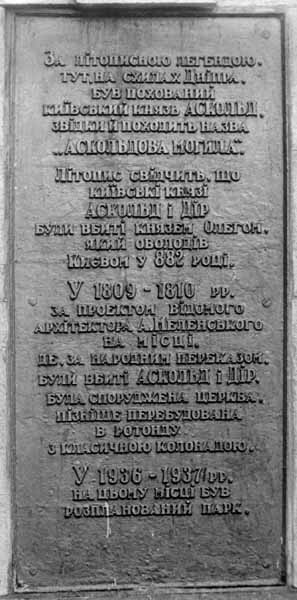 За літописною легендою,
тут, на схилах Дніпра,
був похований
київський князь АСКОЛЬД,
звідки й походить назва
„АСКОЛЬДОВА МОГИЛА".
Літопис свідчить, що
київські князі
АСКОЛЬД і ДІР
були вбиті князем Олегом,
який оволодів
Києвом у 882 році.
У 1809 - 1810 рр.
за проектом відомого
архітектора А.Меленського
на місці,
де, за народним переказом,
були вбиті АСКОЛЬД і ДІР,
була споруджена церква,
пізніше перебудована
в ротонду
з класичною колонадою.
У 1936 - 1937 рр.
на цьому місці був
розпланований парк.